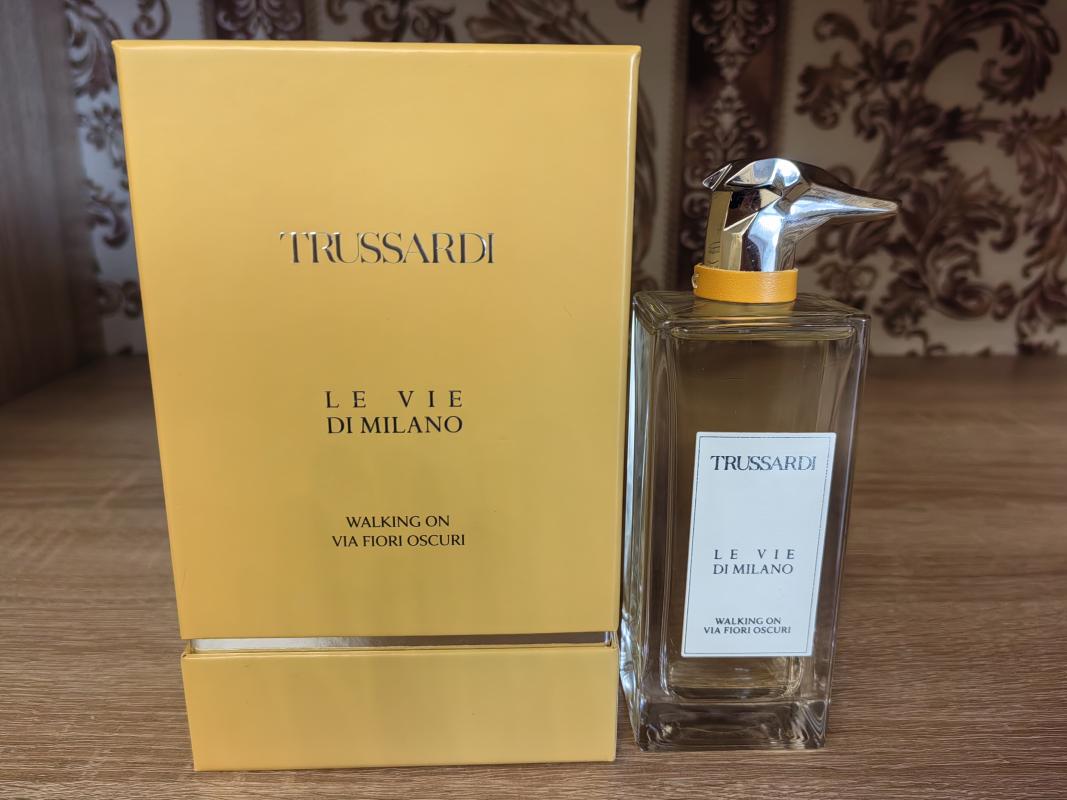 TRUSSARDI
LE VIE
DI MILANO
WALKING ON
VIA FIORI OSCURI
TRUSSARDI
LE VIE
DI MILANO
WALKING ON
VIA FIORI OSCURI